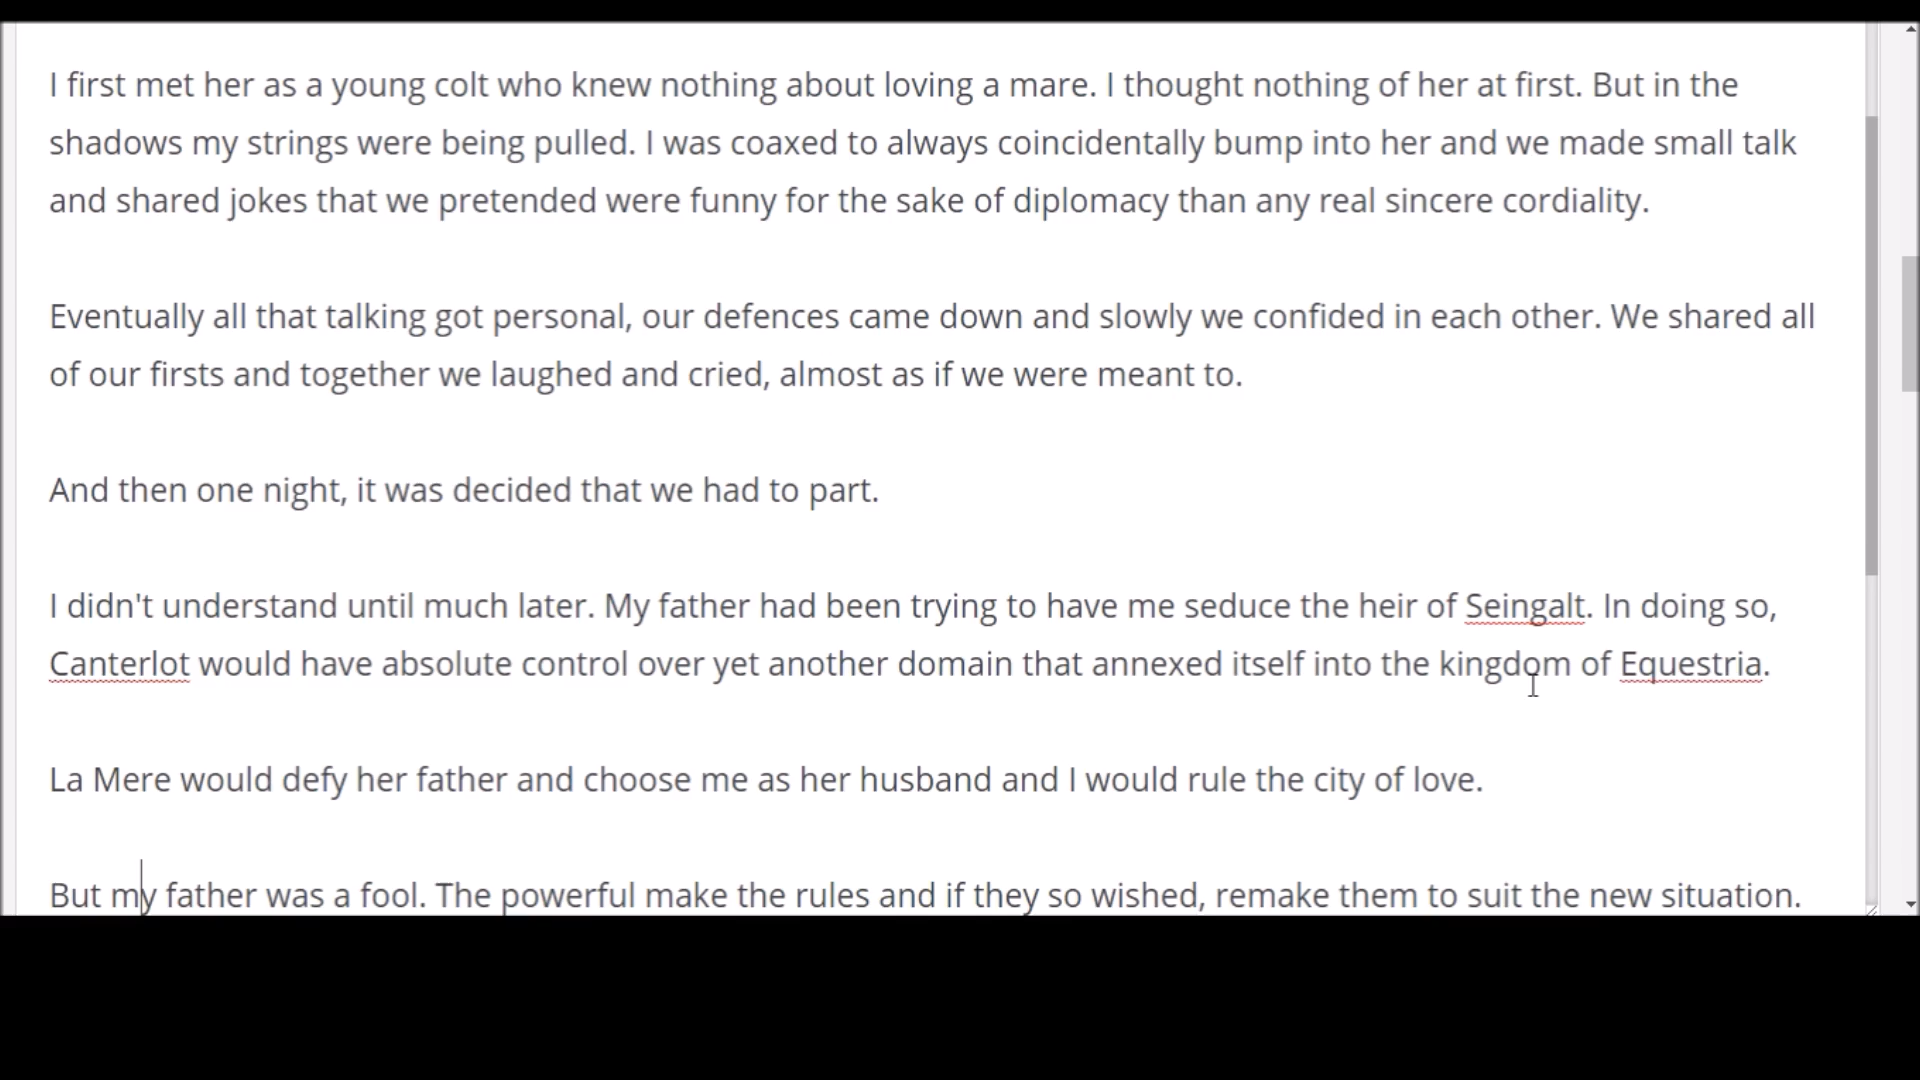 I first met her as a young colt who knew nothing about loving a mare. I thought nothing of her at first. But in the
shadows my strings were being pulled. I was coaxed to always coincidentally bump into her and we made small talk
and shared jokes that we pretended were funny for the sake of diplomacy than any real sincere cordiality.
Eventually all that talking got personal, our defences came down and slowly we confided in each other. We shared all
of our firsts and together we laughed and cried, almost as if we were meant to.
And then one night, it was decided that we had to part.
I didn't understand until much later. My father had been trying to have me seduce the heir of Seingalt. In doing so,
Canterlot would have absolute control over yet another domain that annexed itself into the kingdom of Equestria.
La Mere would defy her father and choose me as her husband and I would rule the city of love.
But my father was a fool. The powerful make the rules and if they so wished, remake them to suit the new situation.